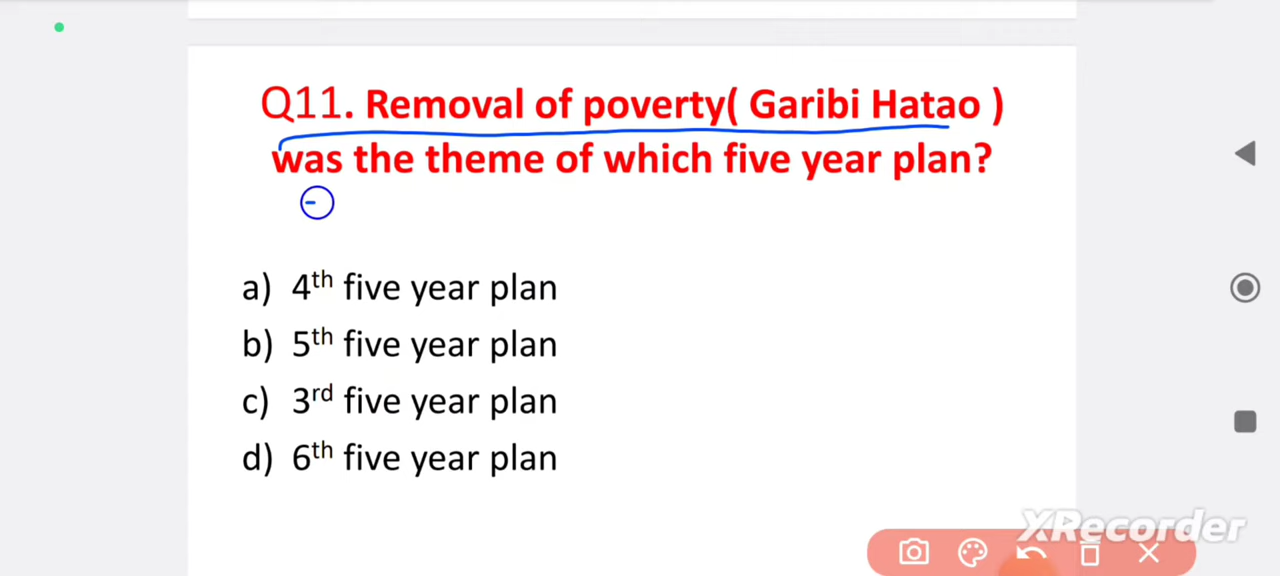 Q11. Removal of poverty( Garibi Hatao )
was the theme of which five year plan?
a) 4th five year plan
b) 5th five year plan
c) 3rd five year plan
d) 6th five year plan
XRecorder